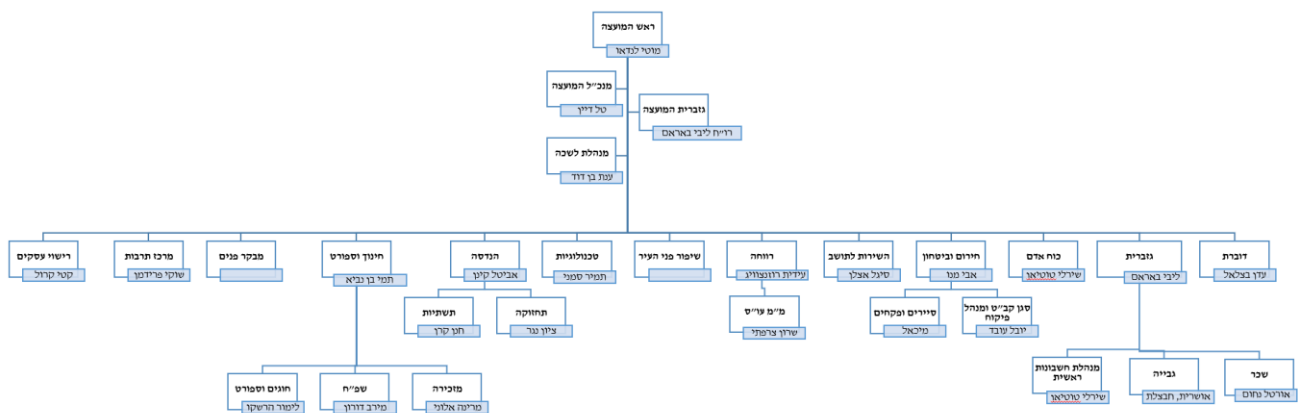 ראש המועצה
מוטי לנדאו
מנכ״ל המועצה
טל דיין
גזברית המועצה
רו״ח ליבי באראם
מנהלת לשכה
ענת בן דוד
דוברת
עדן בצלאל
גזברית
ליבי באראם
כוח אדם
שירלי טוטיאו
חירום וביטחון
אבי מנו
השירות לתושב
סיגל אצלן
רווחה
עידית רוזנצוויג
שיפור פני העיר
טכנולוגיות
תמיר סמני
הנדסה
אביטל קינן
חינוך וספורט
תמי בן נביא
מבקר פנים
מרכז תרבות
שוקי פרידמן
רישוי עסקים
קטי קרול
סגן קב״ט ומנהל
פיקוח
יובל עובד
סיירים ופקחים
מיכאל
מ״מ עו״ס
שרון צרפתי
תחזוקה
ציון נגר
תשתיות
חנן קרן
שכר
אורטל נחום
גבייה
אושרית, חבצלת
מנהלת חשבונות
ראשית
שירלי טוטיאו
מזכירה
מרינה אלוני
שפ״ח
מירב דורון
חוגים וספורט
לימור הרשקו